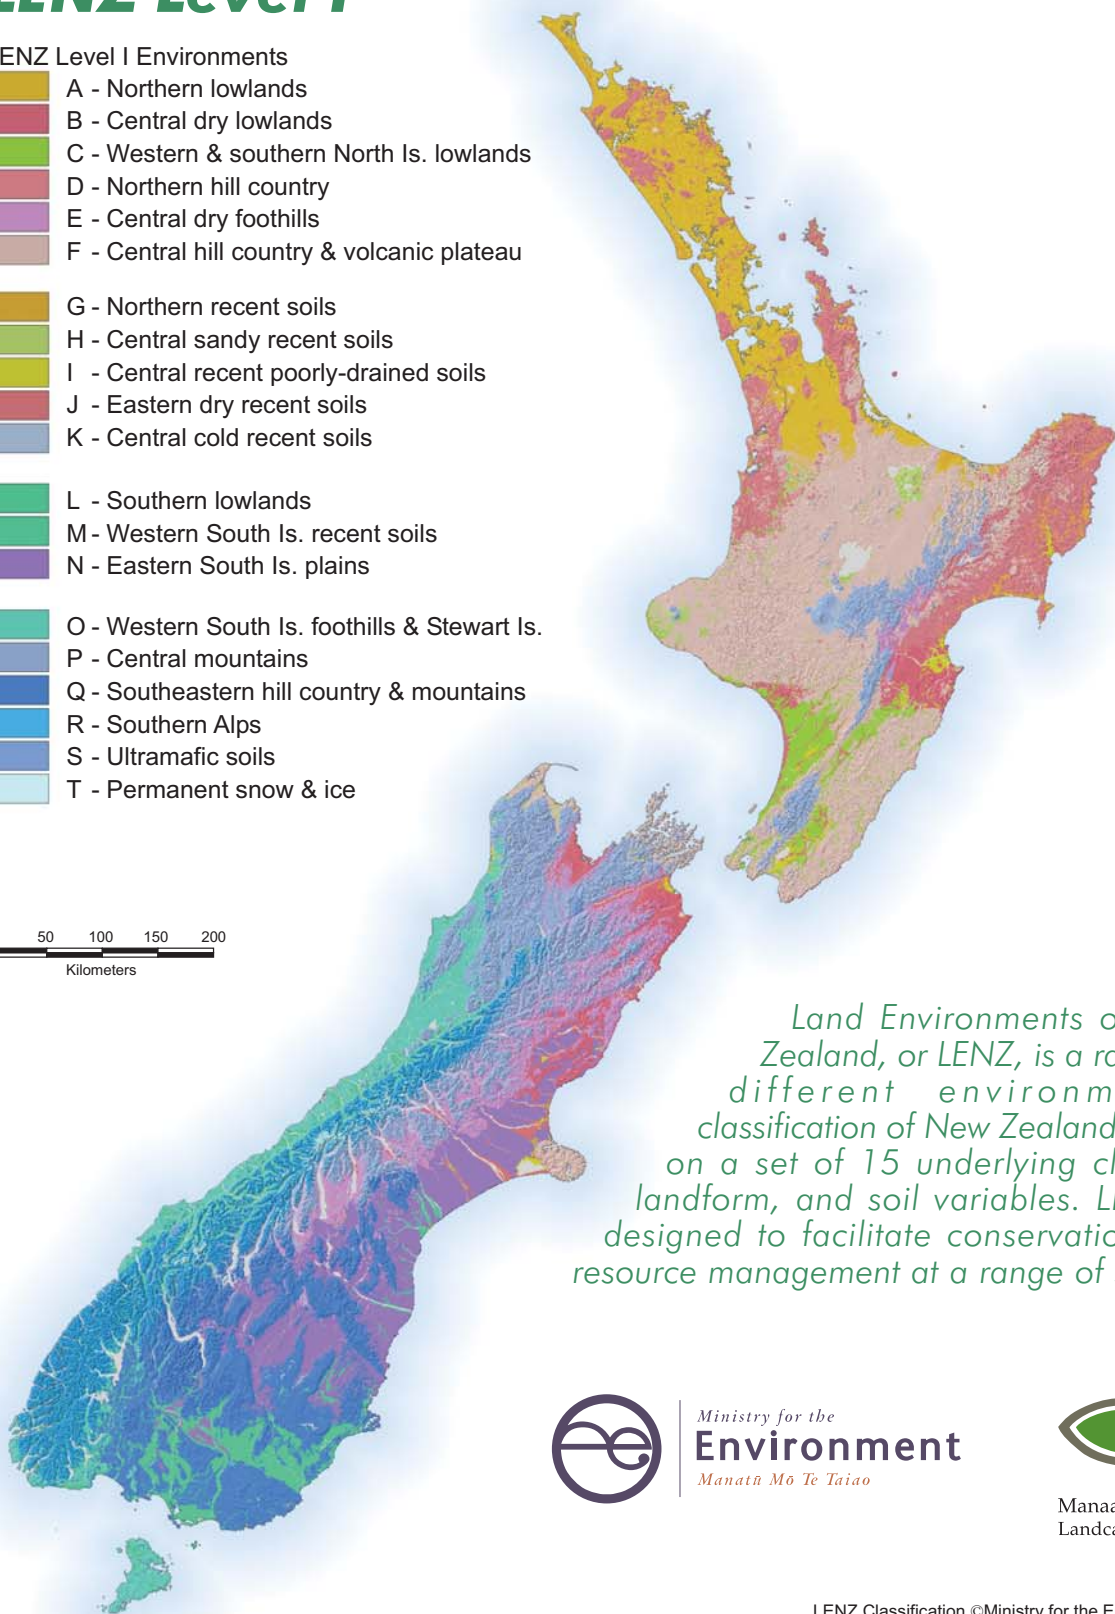 LENZ Level I
ENZ Level I Environments
A - Northern lowlands
B - Central dry lowlands
C - Western & southern North Is. lowlands
D - Northern hill country
E - Central dry foothills
F - Central hill country & volcanic plateau
G - Northern recent soils
H - Central sandy recent soils
I - Central recent poorly-drained soils
J - Eastern dry recent soils
K - Central cold recent soils
L - Southern lowlands
M - Western South Is. recent soils
N - Eastern South Is. plains
O - Western South Is. foothills & Stewart Is.
P - Central mountains
Q - Southeastern hill country & mountains
R - Southern Alps
S - Ultramafic soils
T - Permanent snow & ice
50 100 150 200
Kilometers
Land Environments o
Zealand, or LENZ, is a
different environm
classification of New Zealand
on a set of 15 underlying cl
landform, and soil variables. L
designed to facilitate conservatio
resource management at a range of
Ministry for the
Environment
Manatū Mō Te Taiao
Manaa
Landca
LENZ Classification ©Ministry for the E